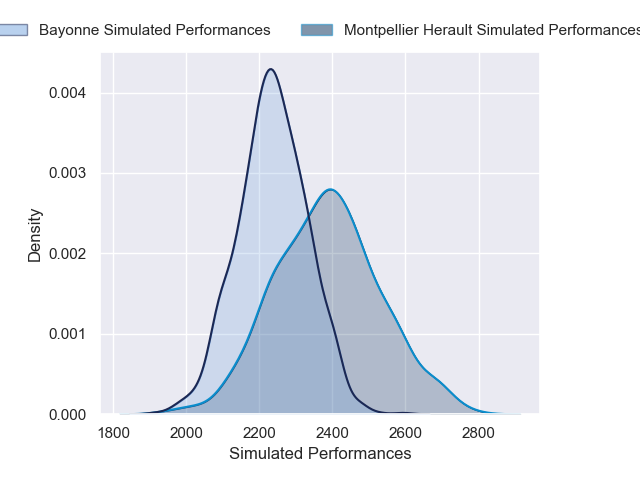 Bayonne Simulated Performances Montpellier Herault Simulated Performances
0.004
0.003
0.002
0.001
0.000
Density
1800 2000 2200 2400 2600 2800
Simulated Performances